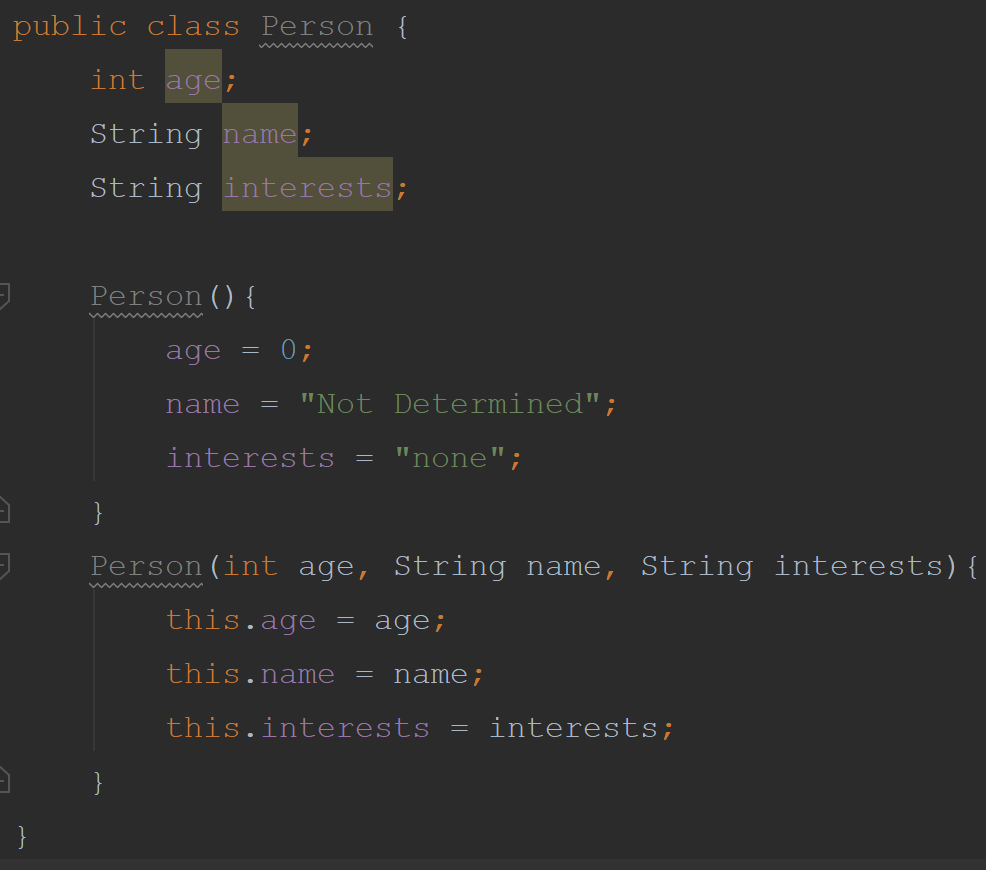 public class Person {
    int age;
    String name;
    String interests;

    Person(){
        age = 0;
        name = "Not Determined";
        interests = "none";
    }
    Person(int age, String name, String interests){
        this.age = age;
        this.name = name;
        this.interests = interests;
    }
}